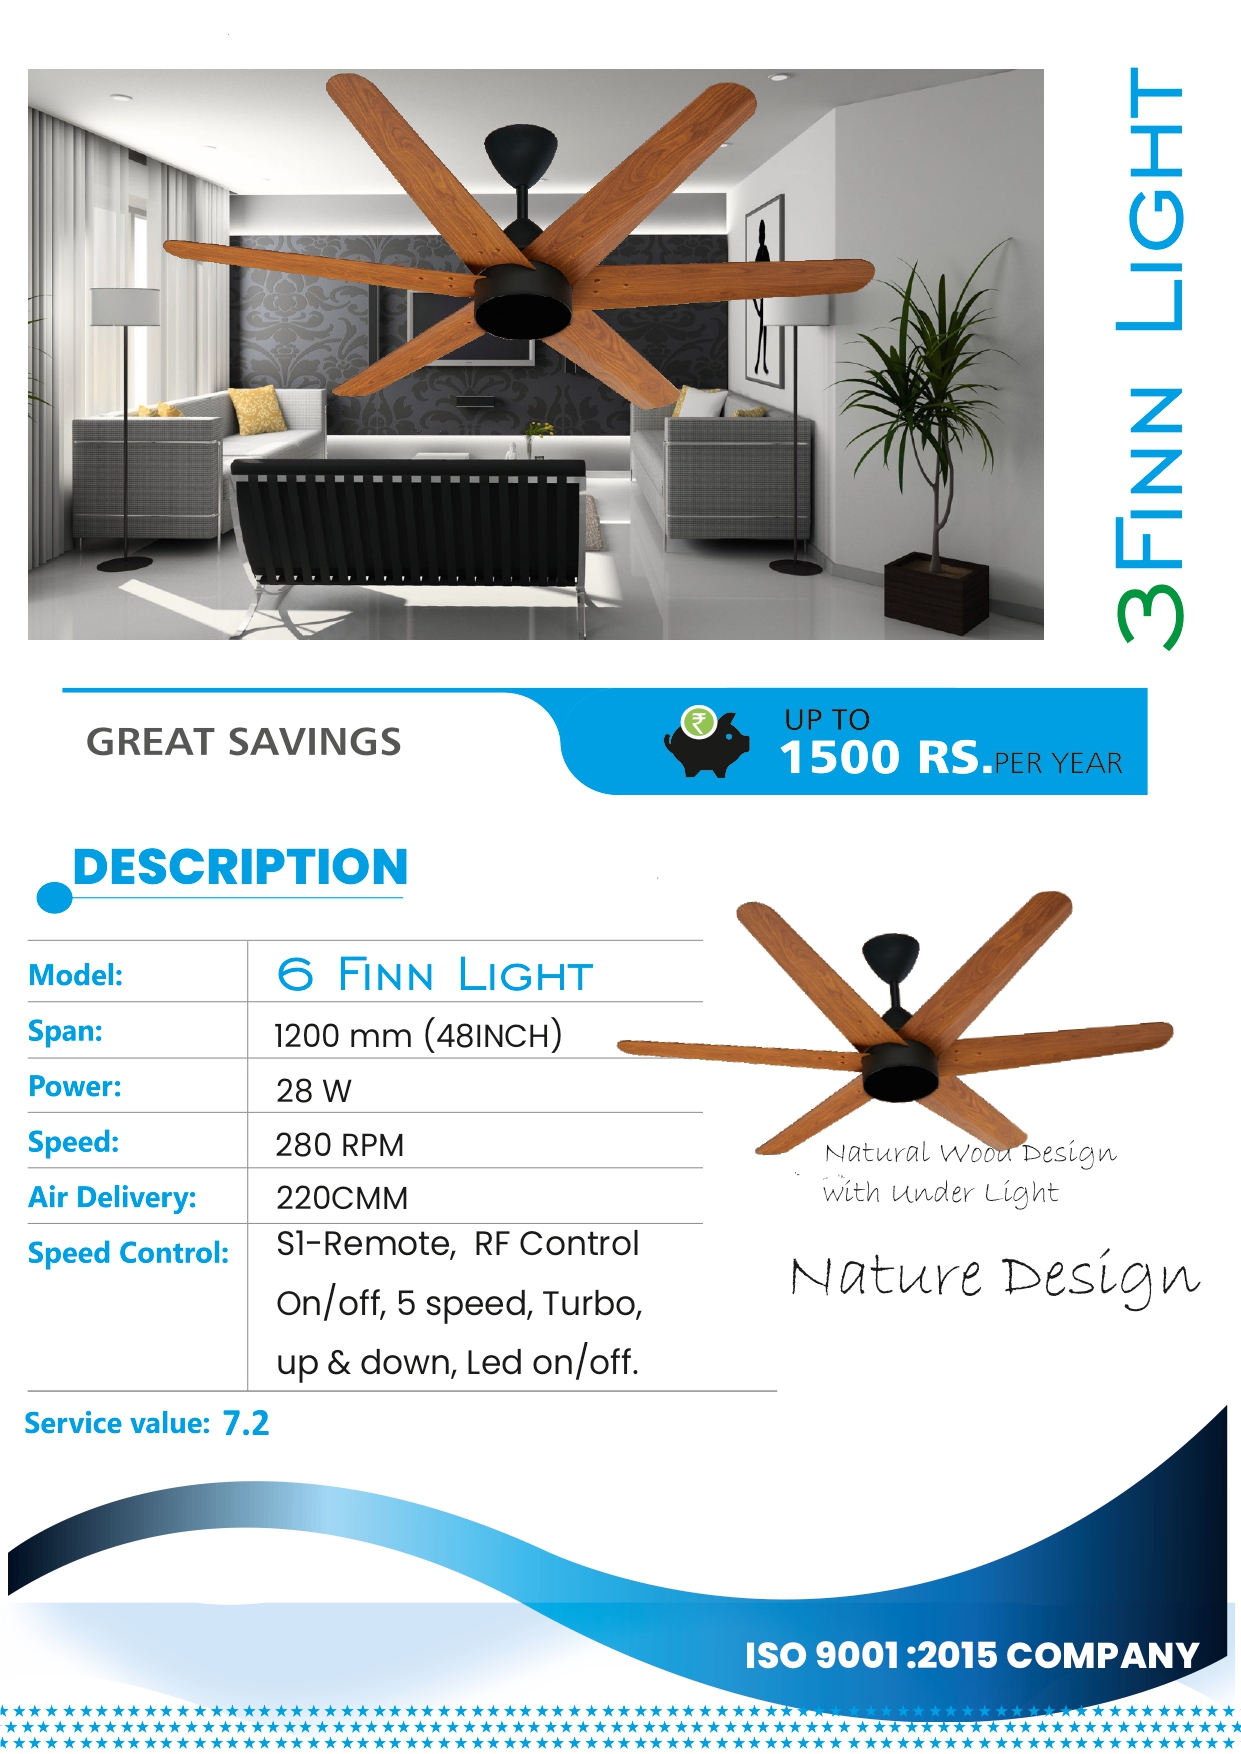 3Finn Light
GREAT SAVINGS
₹
UP TO
1500 RS.PER YEAR
DESCRIPTION
Model: 6 Finn Light
Span: 1200 mm (48INCH)
Power: 28 W
Speed: 280 RPM
Air Delivery: 220CMM
Speed Control: S1-Remote, RF Control
On/off, 5 speed, Turbo,
up & down, Led on/off.
Service value: 7.2
Natural Wood Design
with Under Light
Nature Design
ISO 9001 :2015 COMPANY